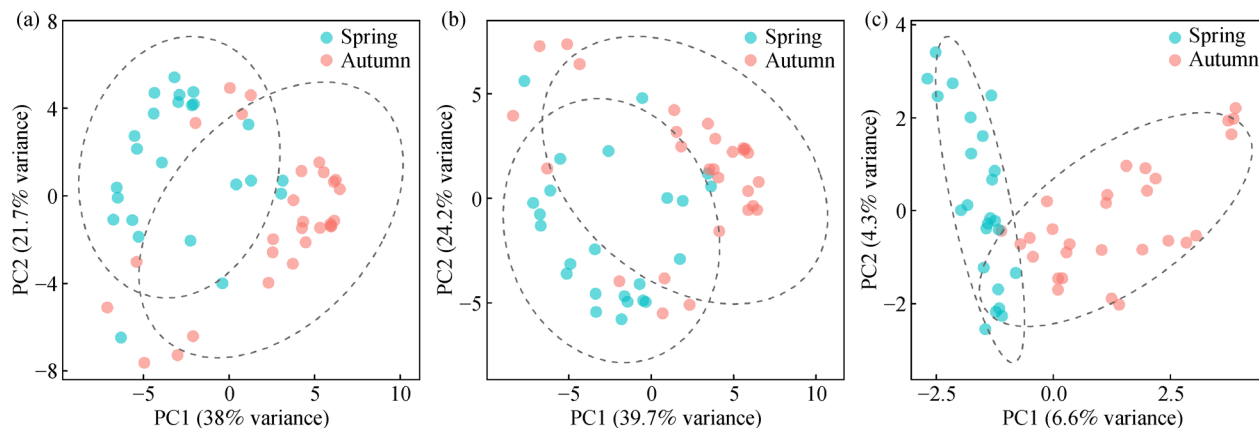 (a)
Spring
Autumn
8
4
0
−4
−8
PC2 (21.7% variance)
−5
0
5
10
PC1 (38% variance)
(b)
Spring
Autumn
5
0
−5
PC2 (24.2% variance)
−5
0
5
10
PC1 (39.7% variance)
(c)
Spring
Autumn
4
2
0
−2
PC2 (4.3% variance)
−2.5
0.0
2.5
PC1 (6.6% variance)